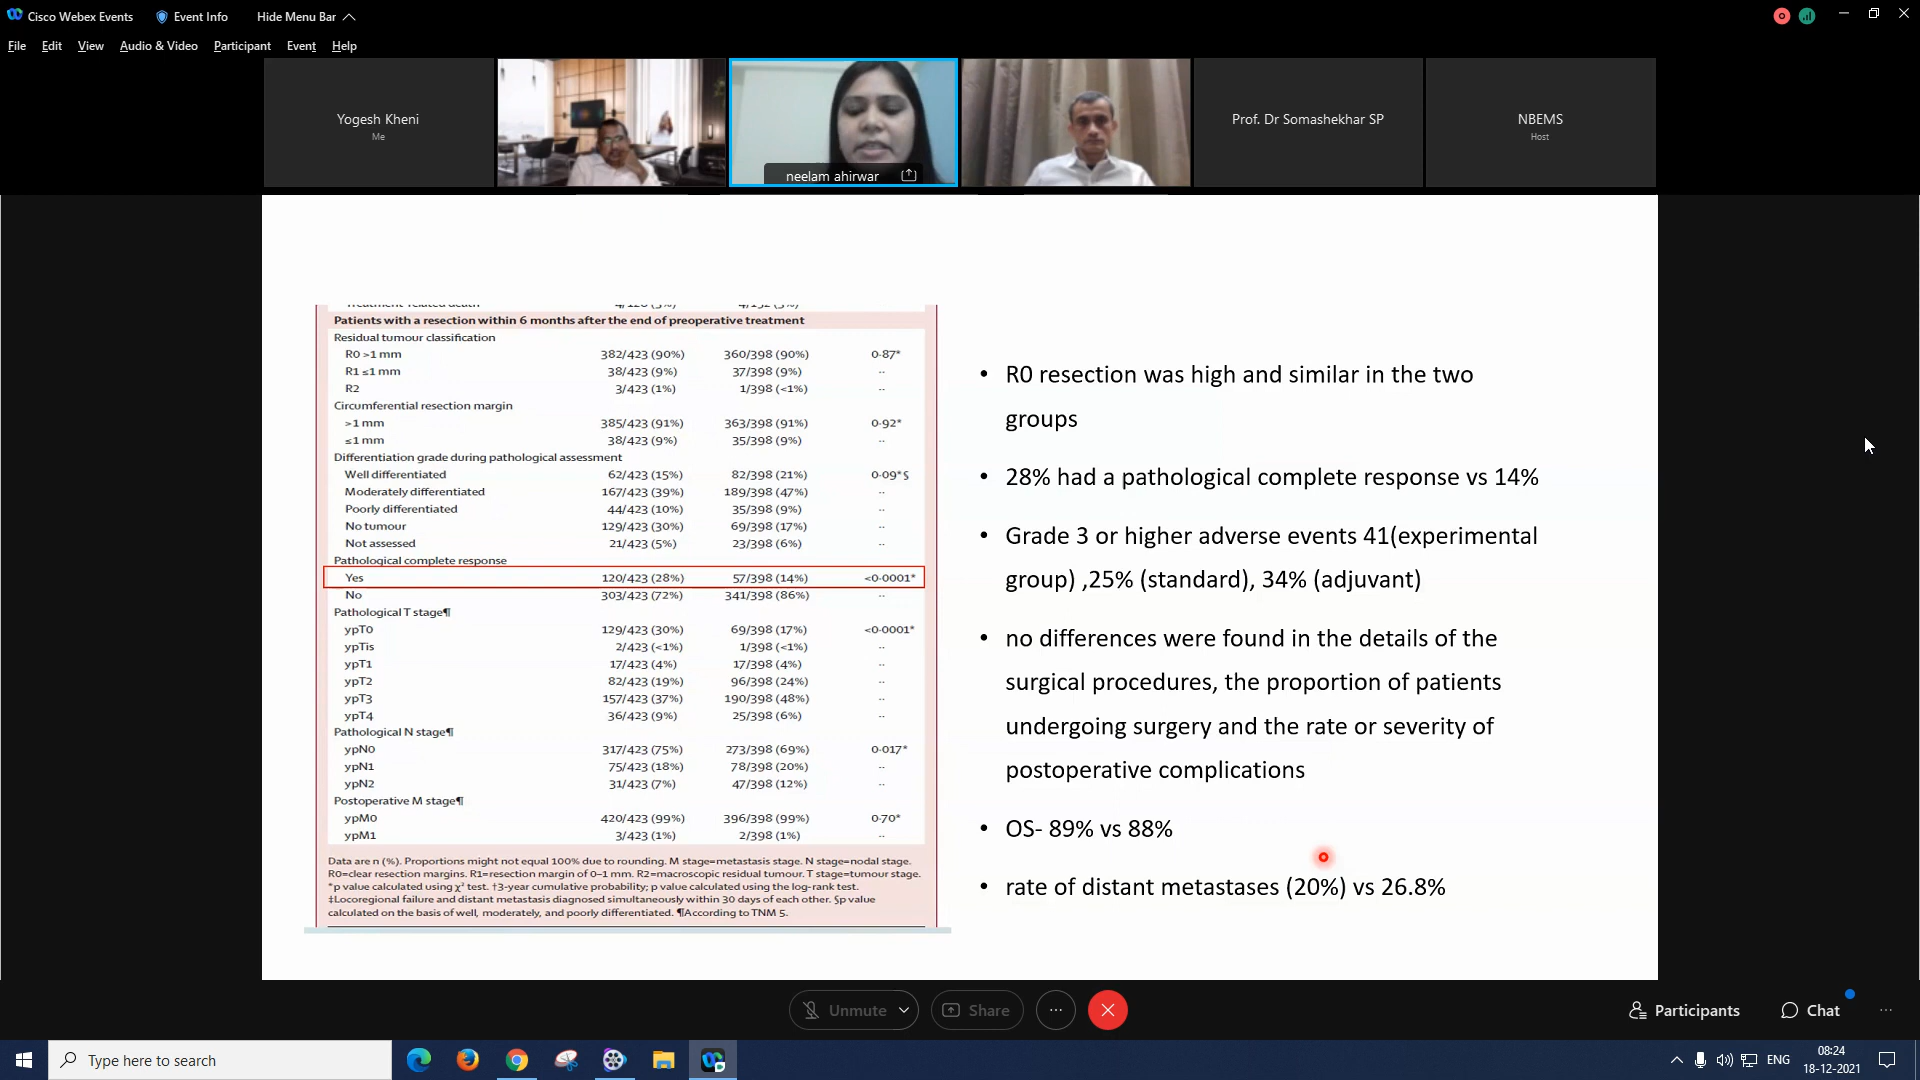 Cisco Webex Events Event Info Hide Menu Bar
File Edit View Audio & Video Participant Event Help
Yogesh Kheni
Me
neelam ahirwar
Prof. Dr Somashekhar SP
NBEMS
Host
Patients with a resection within 6 months after the end of preoperative treatment
Residual tumour classification
R0 >1 mm 382/423 (90%) 360/398 (90%) 0·87*
R1 ≤1 mm 38/423 (9%) 37/398 (9%) ··
R2 3/423 (1%) 1/398 (<1%) ··
Circumferential resection margin
>1 mm 385/423 (91%) 363/398 (91%) 0·92*
≤1 mm 38/423 (9%) 35/398 (9%) ··
Differentiation grade during pathological assessment
Well differentiated 62/423 (15%) 82/398 (21%) 0·09*§
Moderately differentiated 167/423 (39%) 189/398 (47%) ··
Poorly differentiated 44/423 (10%) 35/398 (9%) ··
No tumour 129/423 (30%) 69/398 (17%) ··
Not assessed 21/423 (5%) 23/398 (6%) ··
Pathological complete response
Yes 120/423 (28%) 57/398 (14%) <0·0001*
No 303/423 (72%) 341/398 (86%) ··
Pathological T stage¶
ypT0 129/423 (30%) 69/398 (17%) <0·0001*
ypTis 2/423 (<1%) 1/398 (<1%) ··
ypT1 17/423 (4%) 17/398 (4%) ··
ypT2 82/423 (19%) 96/398 (24%) ··
ypT3 157/423 (37%) 190/398 (48%) ··
ypT4 36/423 (9%) 25/398 (6%) ··
Pathological N stage¶
ypN0 317/423 (75%) 273/398 (69%) 0·017*
ypN1 75/423 (18%) 78/398 (20%) ··
ypN2 31/423 (7%) 47/398 (12%) ··
Postoperative M stage¶
ypM0 420/423 (99%) 396/398 (99%) 0·70*
ypM1 3/423 (1%) 2/398 (1%) ··
Data are n (%). Proportions might not equal 100% due to rounding. M stage=metastasis stage. N stage=nodal stage.
R0=clear resection margins. R1=resection margin of 0–1 mm. R2=macroscopic residual tumour. T stage=tumour stage.
*p value calculated using χ² test. †3-year cumulative probability; p value calculated using the log-rank test.
‡Locoregional failure and distant metastasis diagnosed simultaneously within 30 days of each other. §p value
calculated on the basis of well, moderately, and poorly differentiated. ¶According to TNM 5.
• R0 resection was high and similar in the two
groups
• 28% had a pathological complete response vs 14%
• Grade 3 or higher adverse events 41(experimental
group) ,25% (standard), 34% (adjuvant)
• no differences were found in the details of the
surgical procedures, the proportion of patients
undergoing surgery and the rate or severity of
postoperative complications
• OS- 89% vs 88%
• rate of distant metastases (20%) vs 26.8%
Unmute Share Participants Chat
Type here to search
ENG
08:24
18-12-2021